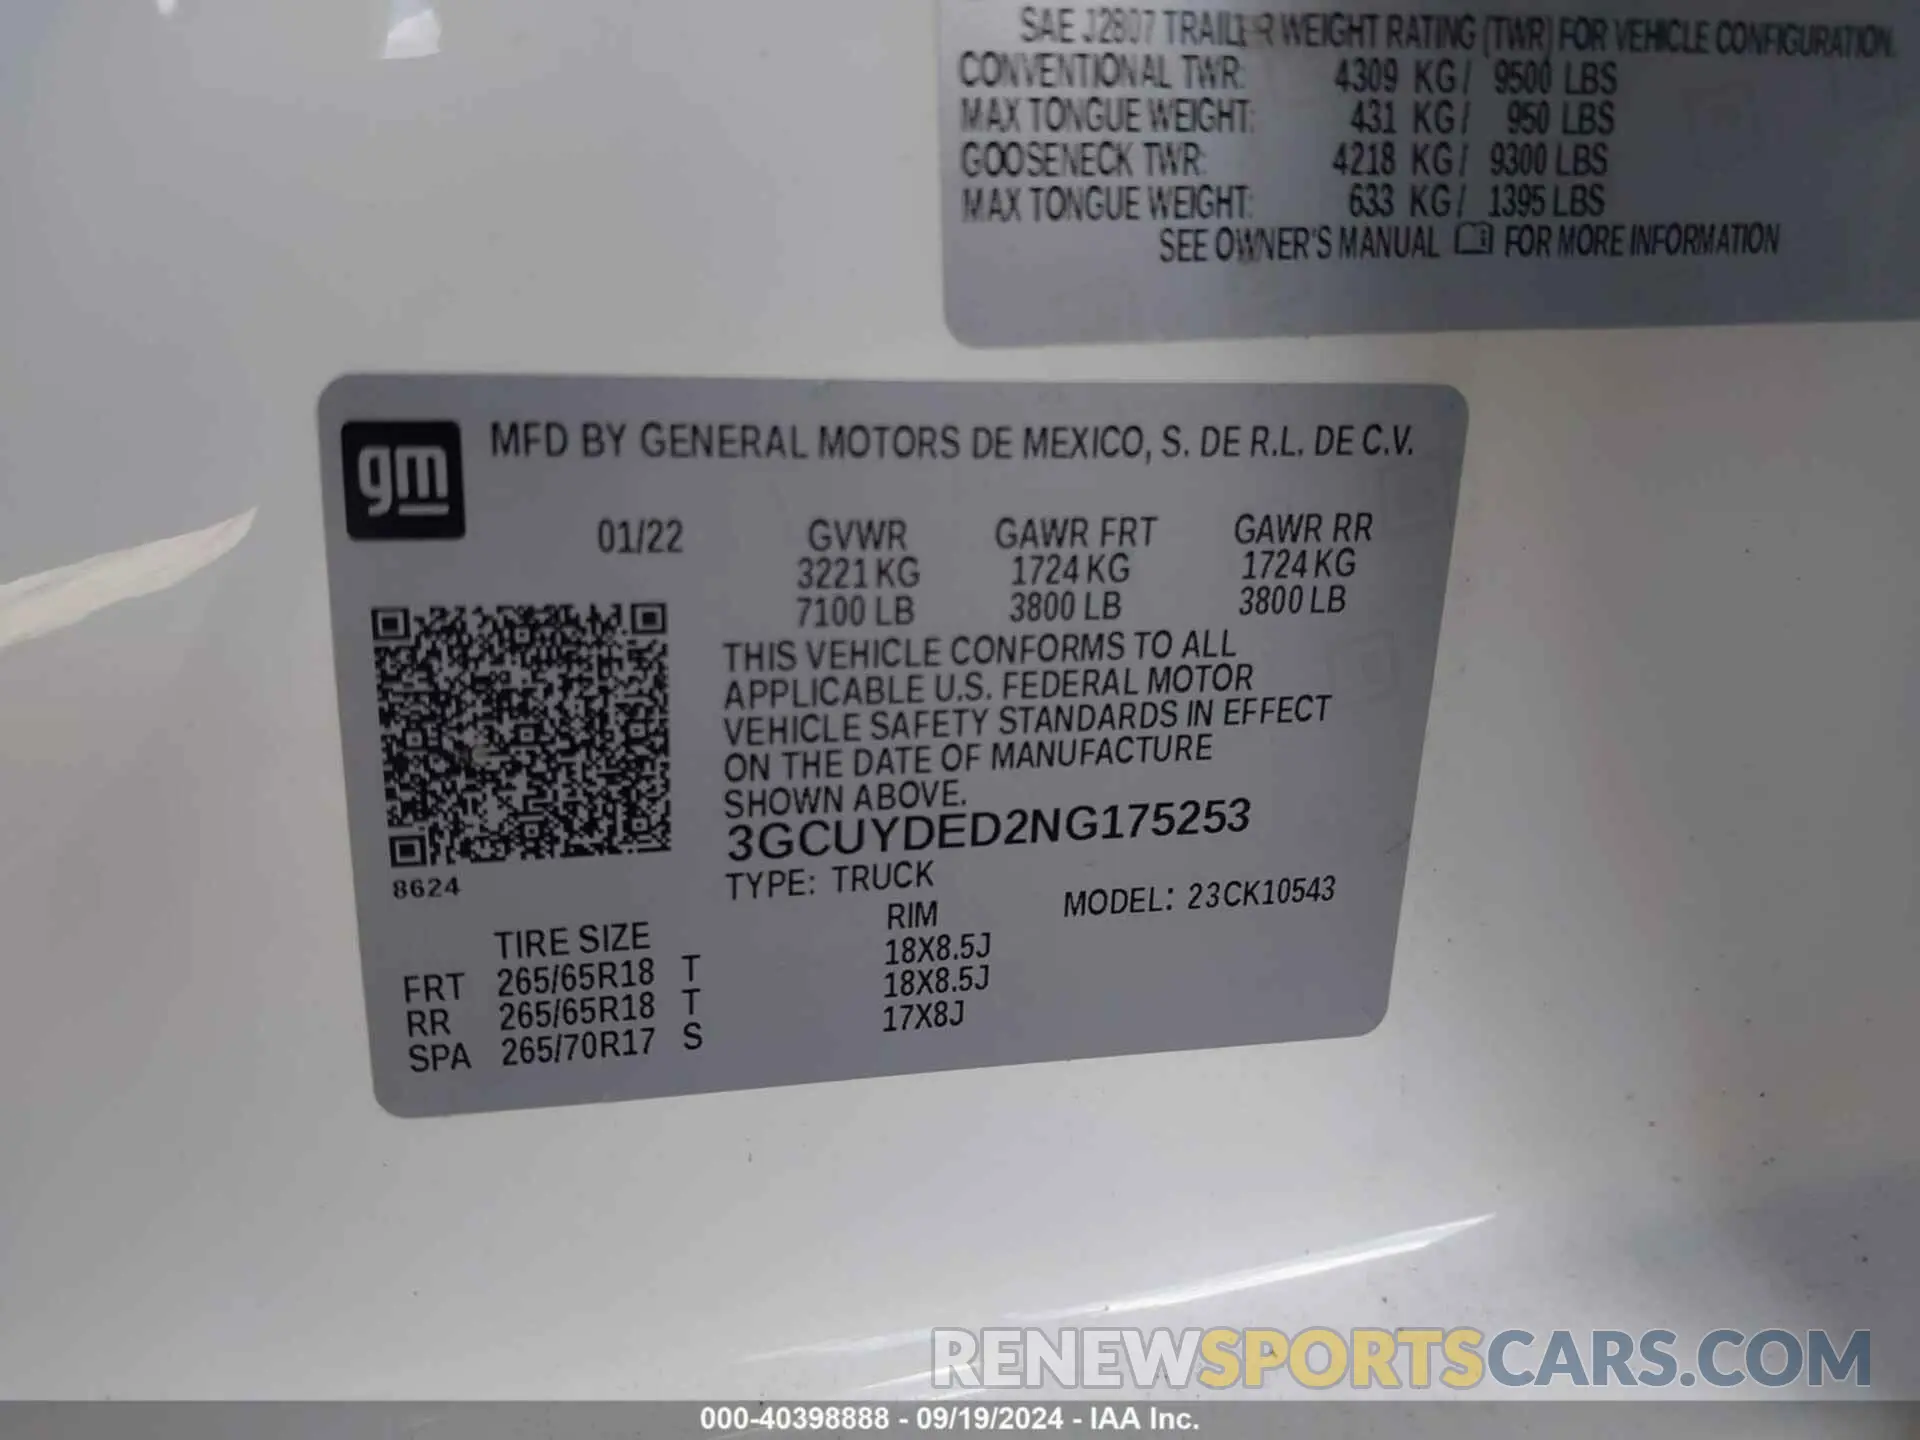 SAE J2807 TRAILER WEIGHT RATING (TWR) FOR VEHICLE CONFIGURATION.
CONVENTIONAL TWR: 4309 KG/ 9500 LBS
MAX TONGUE WEIGHT: 431 KG/ 950 LBS
GOOSENECK TWR: 4218 KG/ 9300 LBS
MAX TONGUE WEIGHT: 633 KG/ 1395 LBS
SEE OWNER'S MANUAL FOR MORE INFORMATION
gm MFD BY GENERAL MOTORS DE MEXICO, S. DE R.L. DE C.V.
01/22 GVWR GAWR FRT GAWR RR
3221 KG 1724 KG 1724 KG
7100 LB 3800 LB 3800 LB
THIS VEHICLE CONFORMS TO ALL
APPLICABLE U.S. FEDERAL MOTOR
VEHICLE SAFETY STANDARDS IN EFFECT
ON THE DATE OF MANUFACTURE
SHOWN ABOVE.
3GCUYDED2NG175253
8624 TYPE: TRUCK MODEL: 23CK10543
TIRE SIZE RIM
FRT 265/65R18 T 18X8.5J
RR 265/65R18 T 18X8.5J
SPA 265/70R17 S 17X8J
RENEWSPORTSCARS.COM
000-40398888 - 09/19/2024 - IAA Inc.